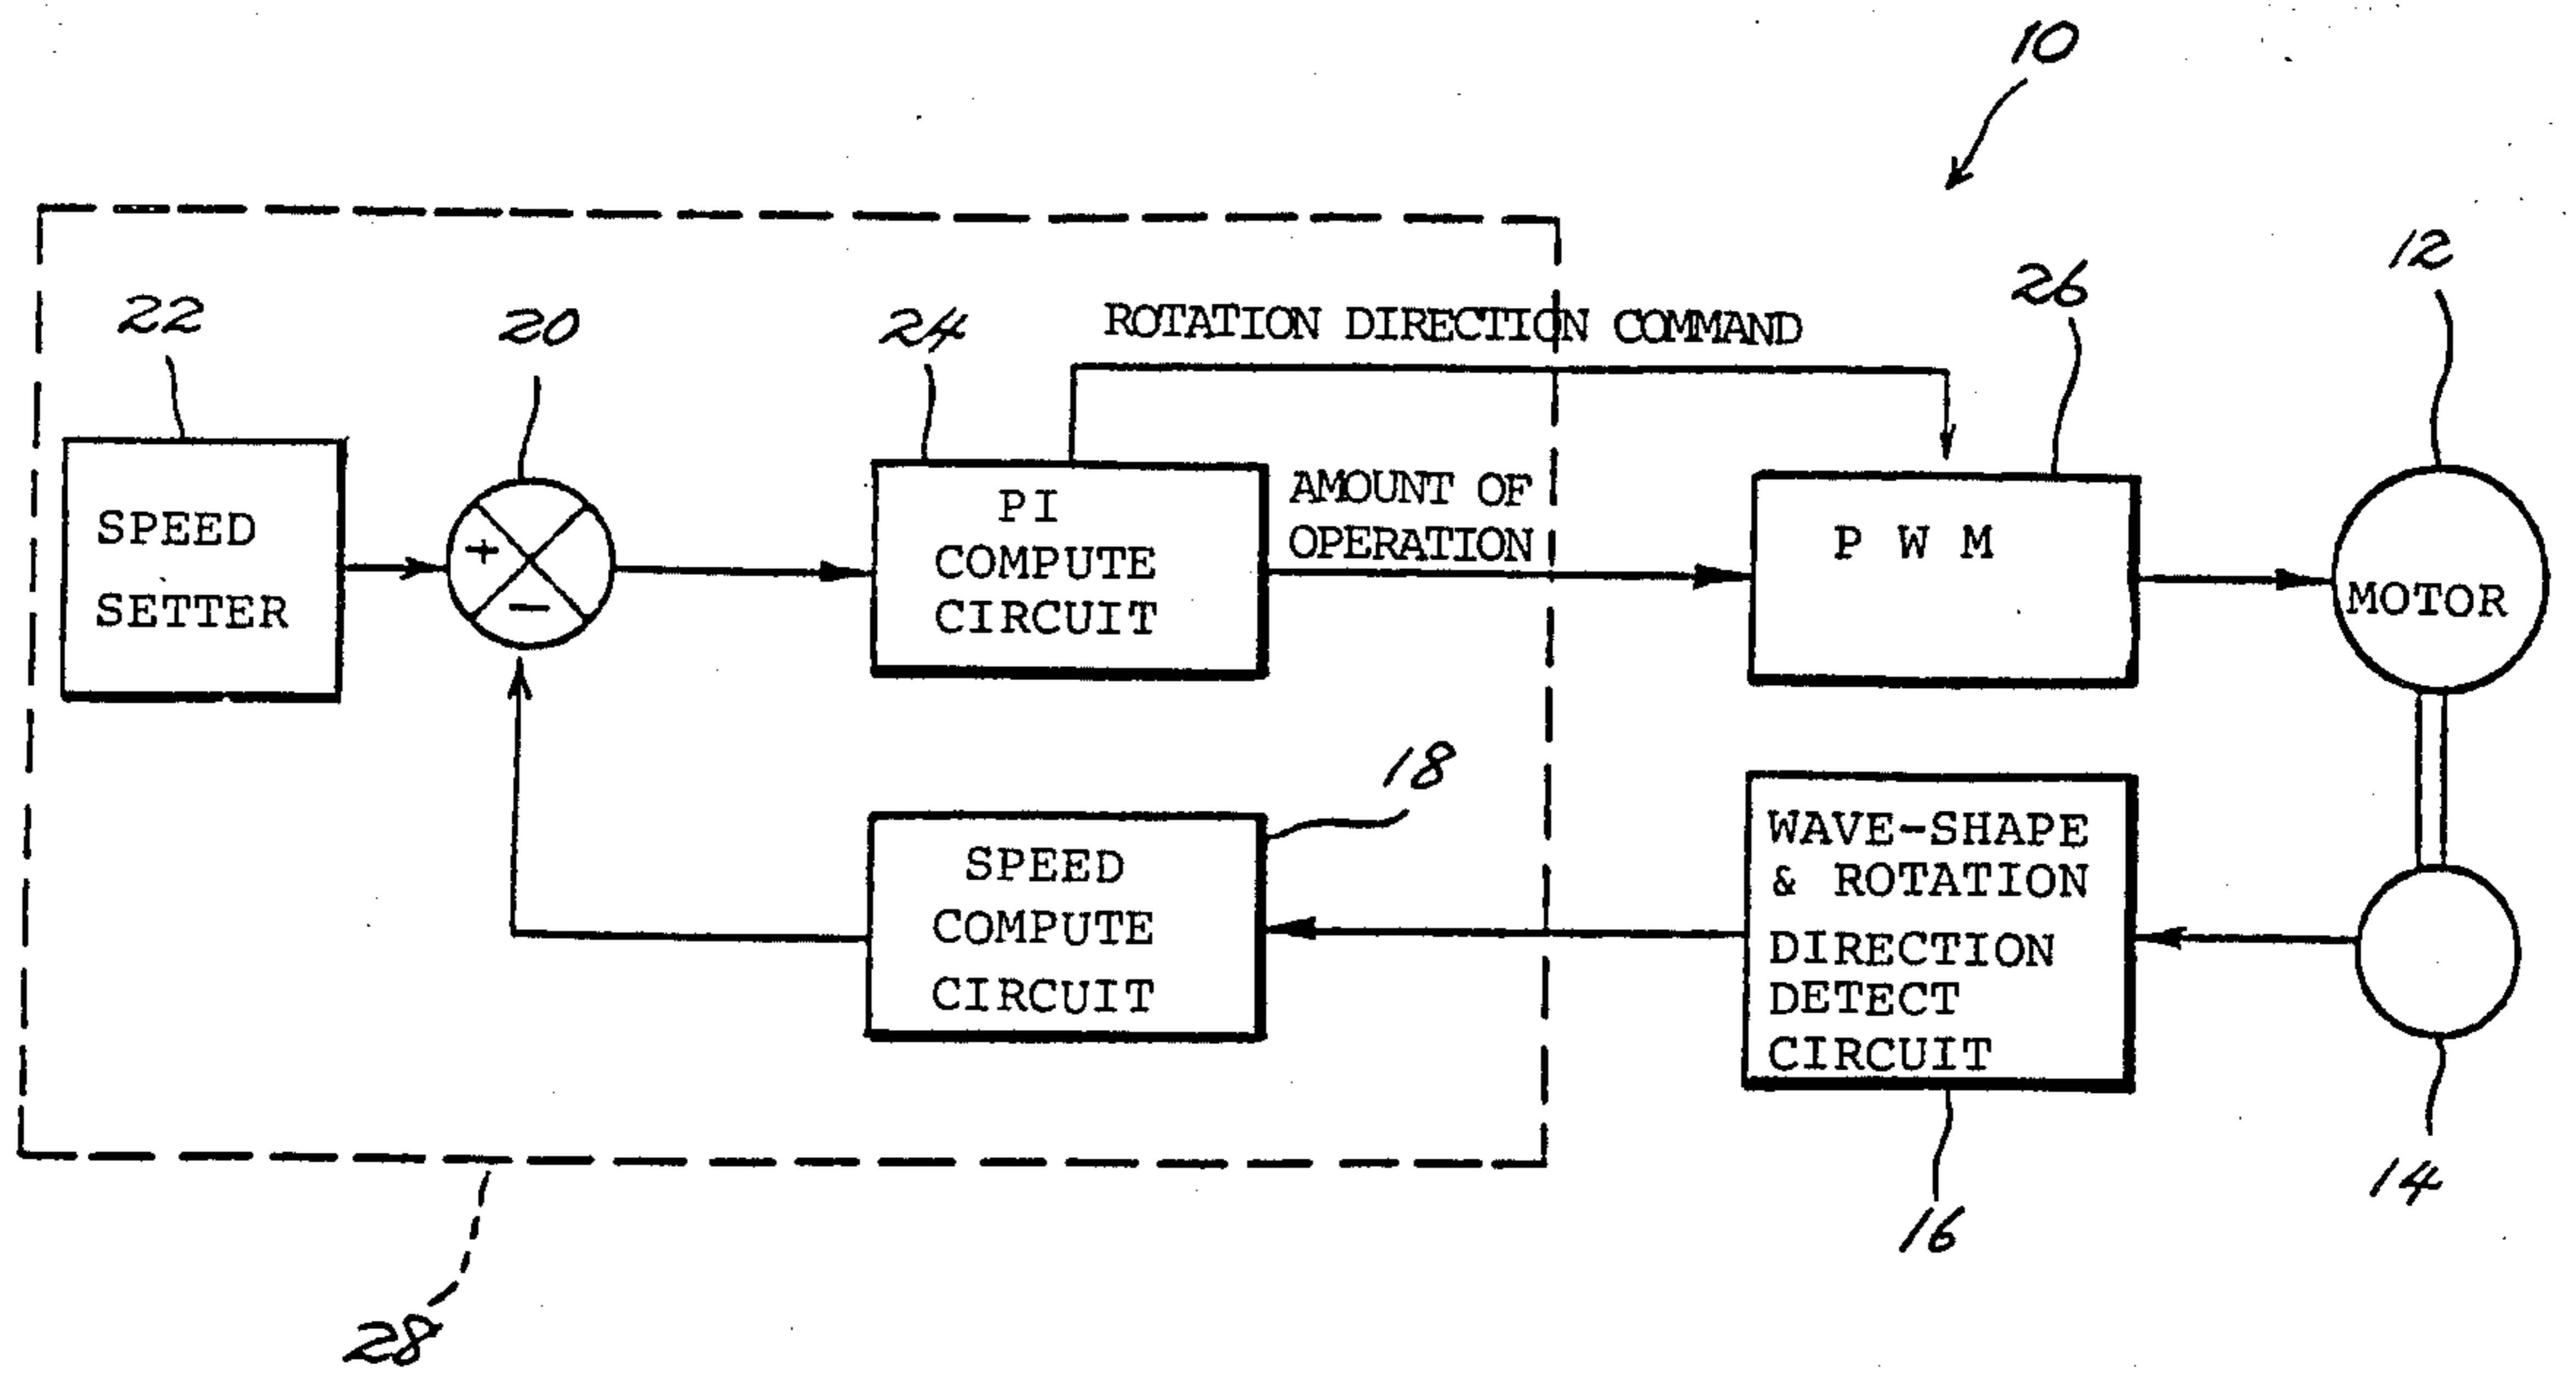 10
12
22
20
24
ROTATION DIRECTION COMMAND
26
SPEED
SETTER
+
−
PI
COMPUTE
CIRCUIT
AMOUNT OF
OPERATION
P W M
MOTOR
18
SPEED
COMPUTE
CIRCUIT
WAVE-SHAPE
& ROTATION
DIRECTION
DETECT
CIRCUIT
14
16
28